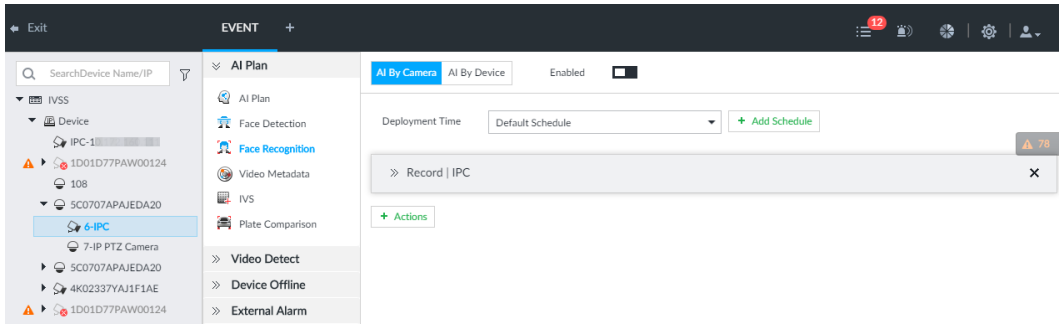 Exit
EVENT +
12
SearchDevice Name/IP
IVSS
Device
IPC-1
1D01D77PAW00124
108
5C0707APAJEDA20
6-IPC
7-IP PTZ Camera
5C0707APAJEDA20
4K02337YAJ1F1AE
1D01D77PAW00124
AI Plan
AI Plan
Face Detection
Face Recognition
Video Metadata
IVS
Plate Comparison
Video Detect
Device Offline
External Alarm
AI By Camera AI By Device Enabled
Deployment Time Default Schedule + Add Schedule
78
Record | IPC
+ Actions